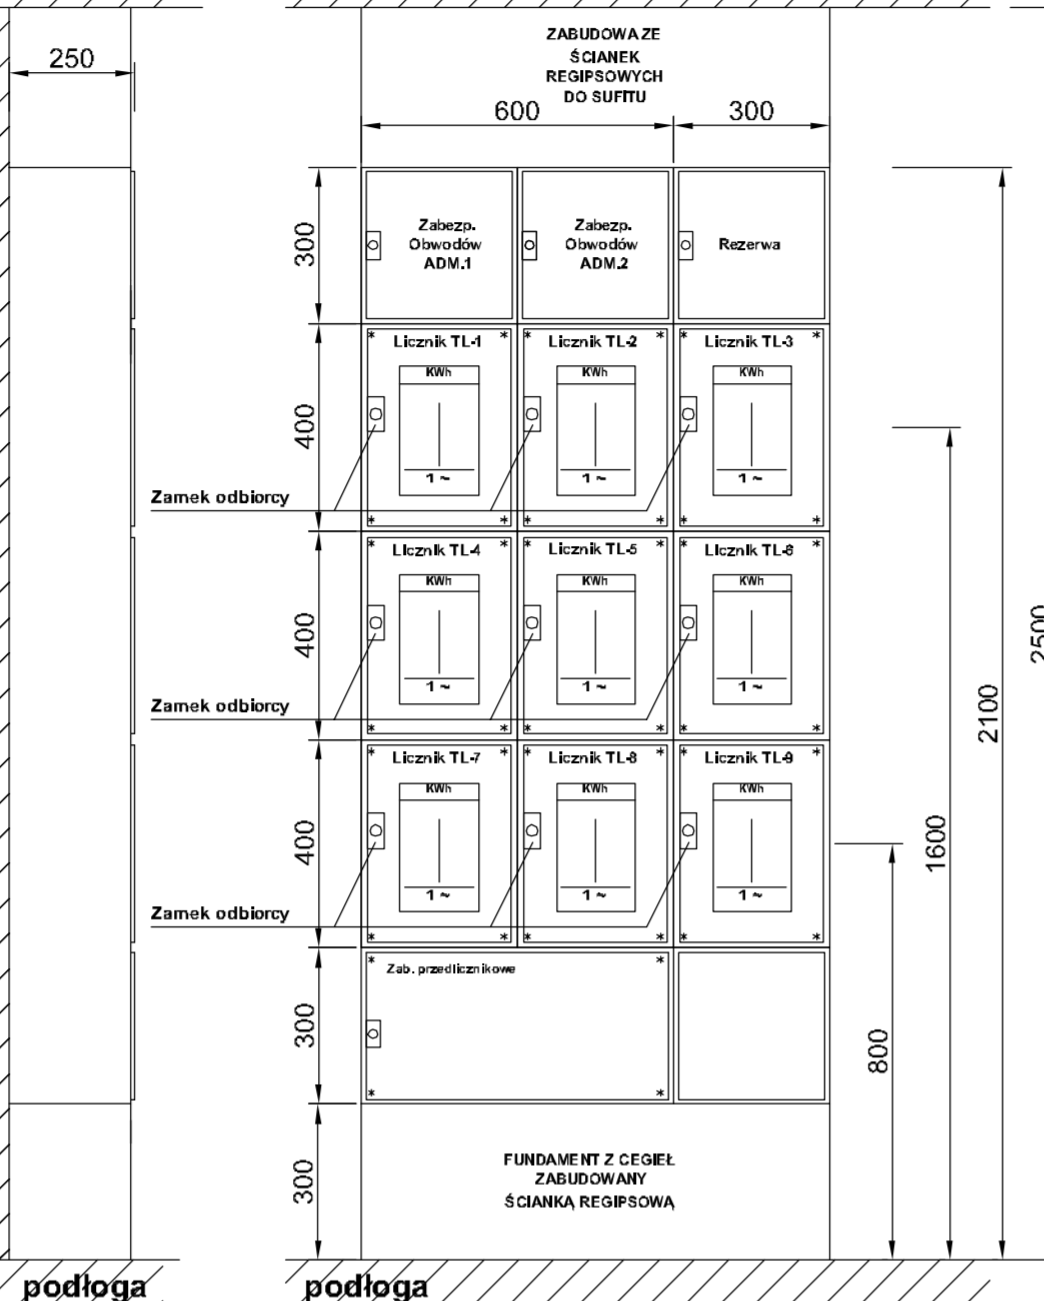 ZABUDOWA ZE
ŚCIANEK
REGIPSOWYCH
DO SUFITU
250
600
300
300
Zabezp.
Obwodów
ADM.1
Zabezp.
Obwodów
ADM.2
Rezerwa
400
Licznik TL-1
KWh
1 ~
Licznik TL-2
KWh
1 ~
Licznik TL-3
KWh
1 ~
Zamek odbiorcy
400
Licznik TL-4
KWh
1 ~
Licznik TL-5
KWh
1 ~
Licznik TL-6
KWh
1 ~
Zamek odbiorcy
400
Licznik TL-7
KWh
1 ~
Licznik TL-8
KWh
1 ~
Licznik TL-9
KWh
1 ~
Zamek odbiorcy
300
Zab. przedlicznikowe
800
1600
2100
2500
300
FUNDAMENT Z CEGIEŁ
ZABUDOWANY
ŚCIANKĄ REGIPSOWĄ
podłoga
podłoga